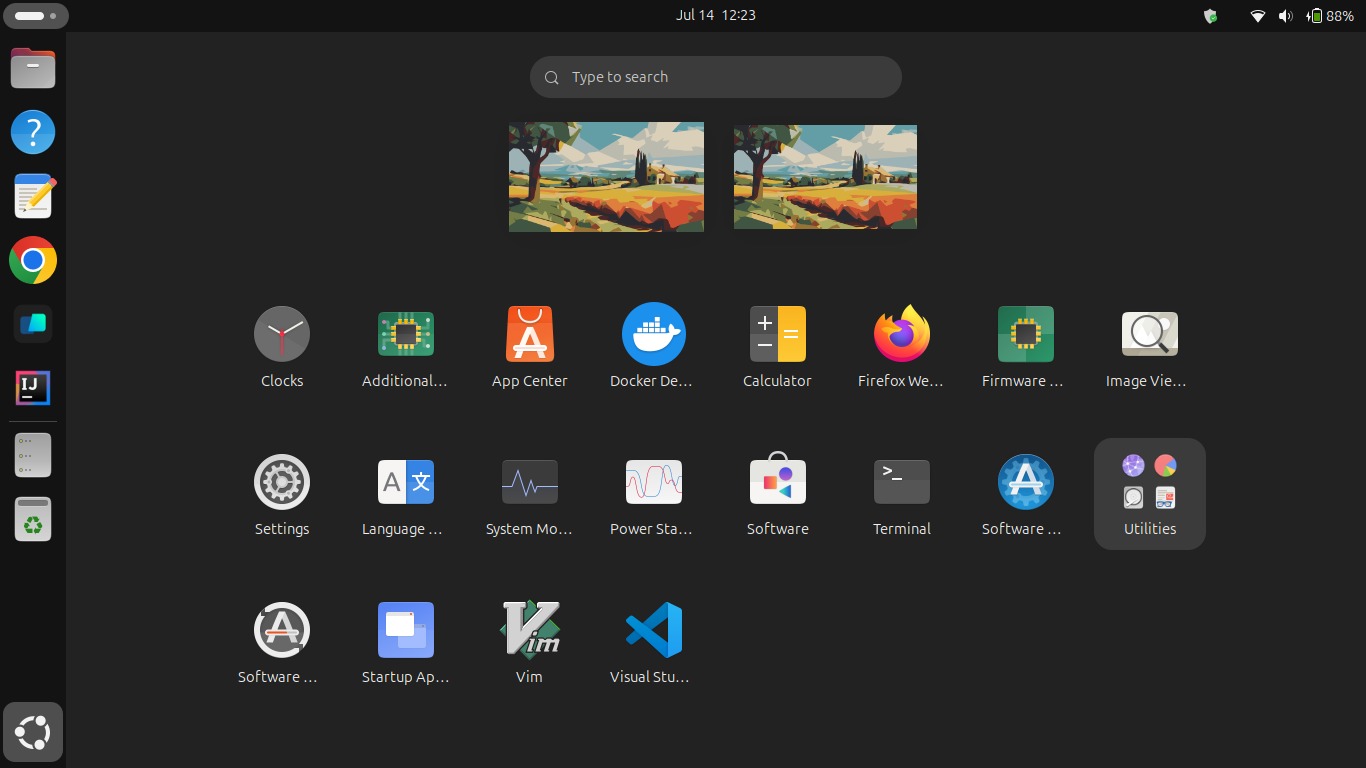 Jul 14 12:23
88%
Type to search
Clocks
Additional...
App Center
Docker De...
Calculator
Firefox We...
Firmware ...
Image Vie...
Settings
Language ...
System Mo...
Power Sta...
Software
Terminal
Software ...
Utilities
Software ...
Startup Ap...
Vim
Visual Stu...